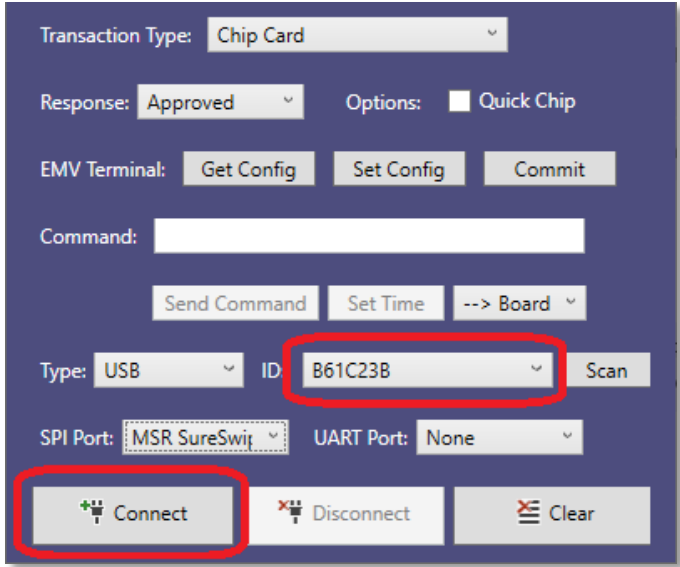 Transaction Type: Chip Card
Response: Approved Options: Quick Chip
EMV Terminal: Get Config Set Config Commit
Command:
Send Command Set Time --> Board
Type: USB ID: B61C23B Scan
SPI Port: MSR SureSwip UART Port: None
Connect Disconnect Clear